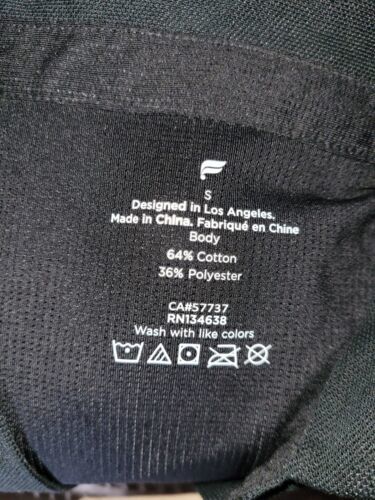 S
Designed in Los Angeles.
Made in China. Fabriqué en Chine
Body
64% Cotton
36% Polyester
CA#57737
RN134638
Wash with like colors